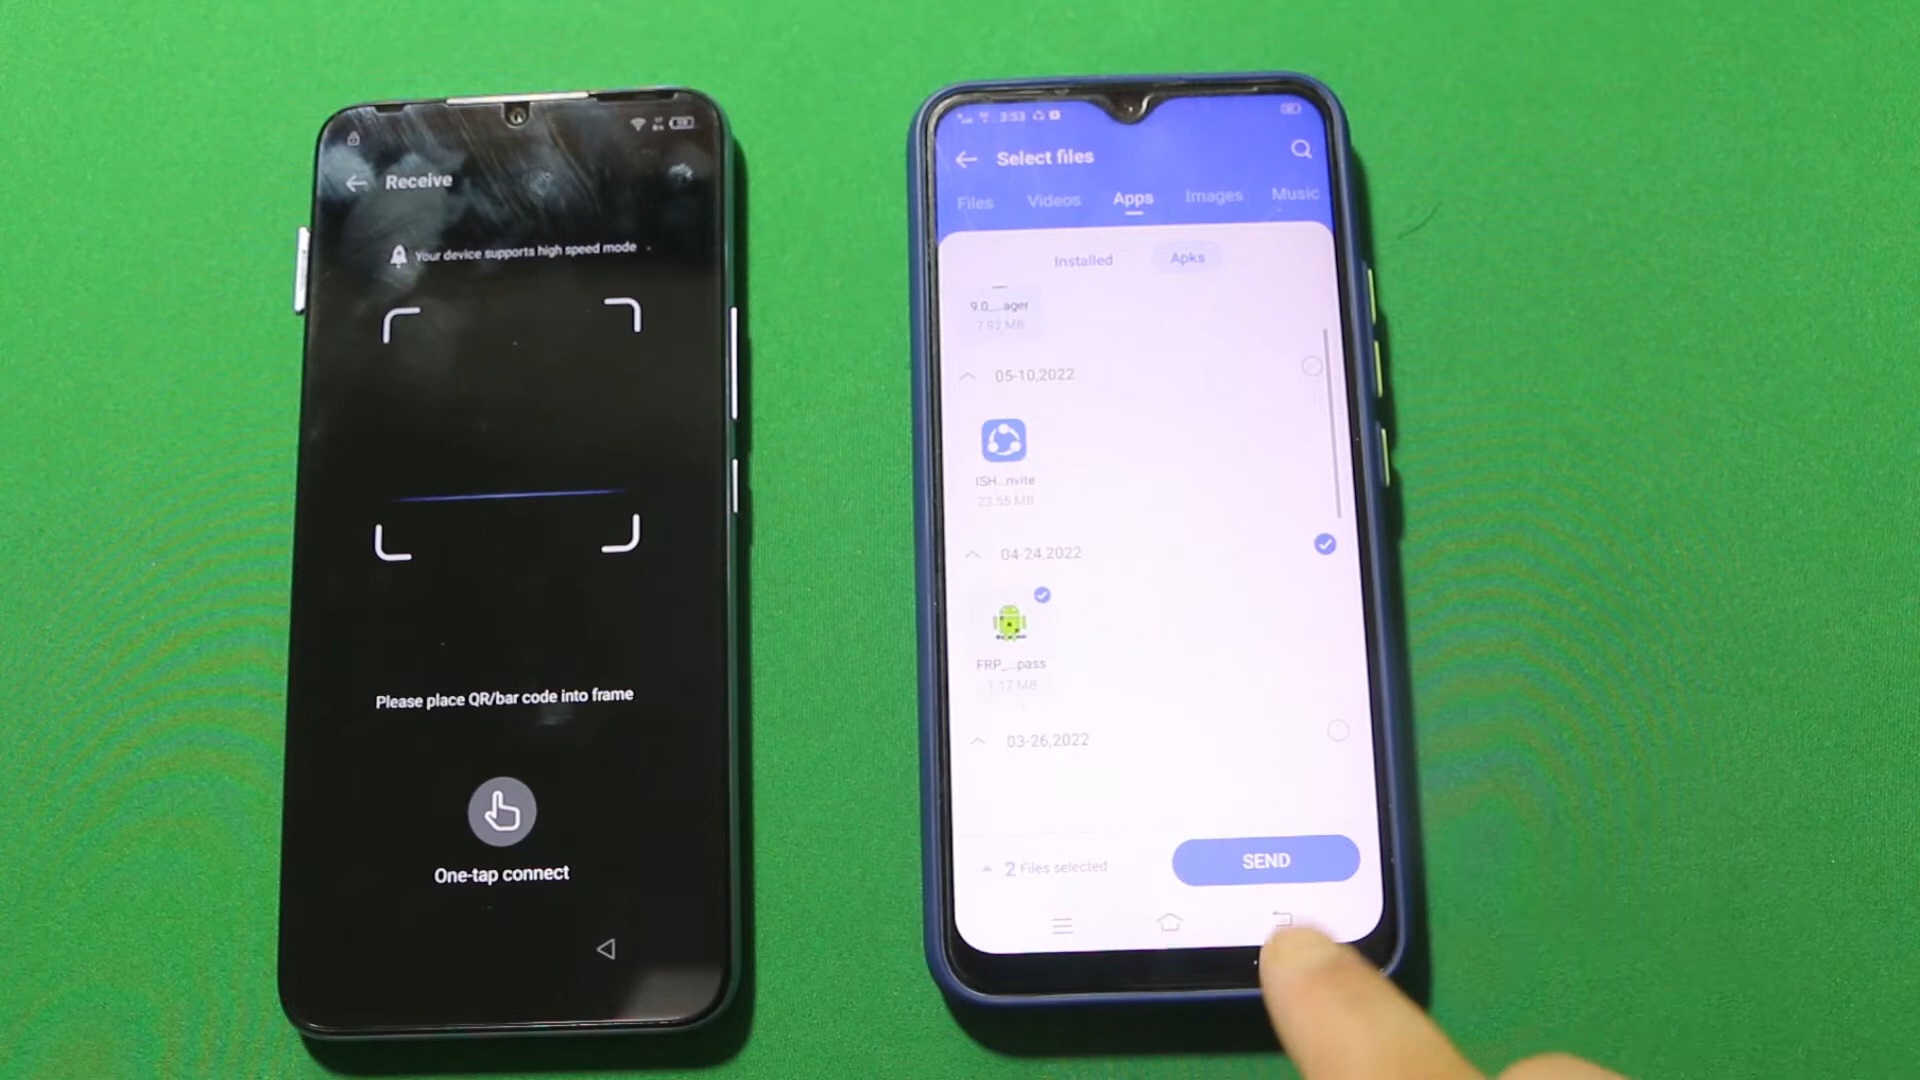 Receive
Your device supports high speed mode
Please place QR/bar code into frame
One-tap connect
3:53
Select files
Files Videos Apps Images Music
Installed Apks
9.0_...ager
7.92 MB
05-10,2022
ISH...nvite
23.55 MB
04-24,2022
FRP_...pass
1.17 MB
03-26,2022
2 Files selected
SEND